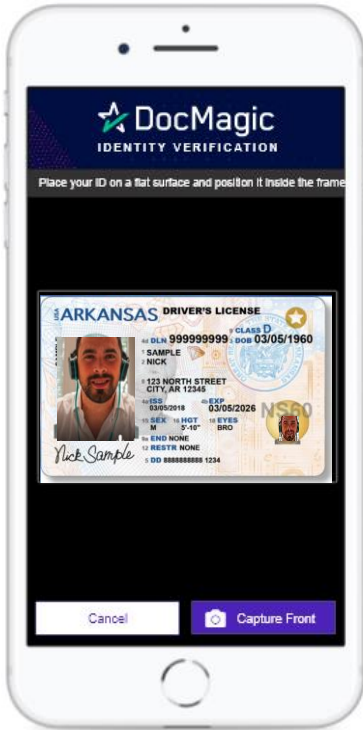 DocMagic
IDENTITY VERIFICATION
Place your ID on a flat surface and position it inside the frame
USA ARKANSAS DRIVER'S LICENSE
9 CLASS D
4d DLN 999999999 3 DOB 03/05/1960
1 SAMPLE
2 NICK
8 123 NORTH STREET
CITY, AR 12345
4a ISS 4b EXP
03/05/2018 03/05/2026
NS60
15 SEX 16 HGT 18 EYES
M 5'-10" BRO
9a END NONE
12 RESTR NONE
Nick Sample
5 DD 8888888888 1234
Cancel
Capture Front